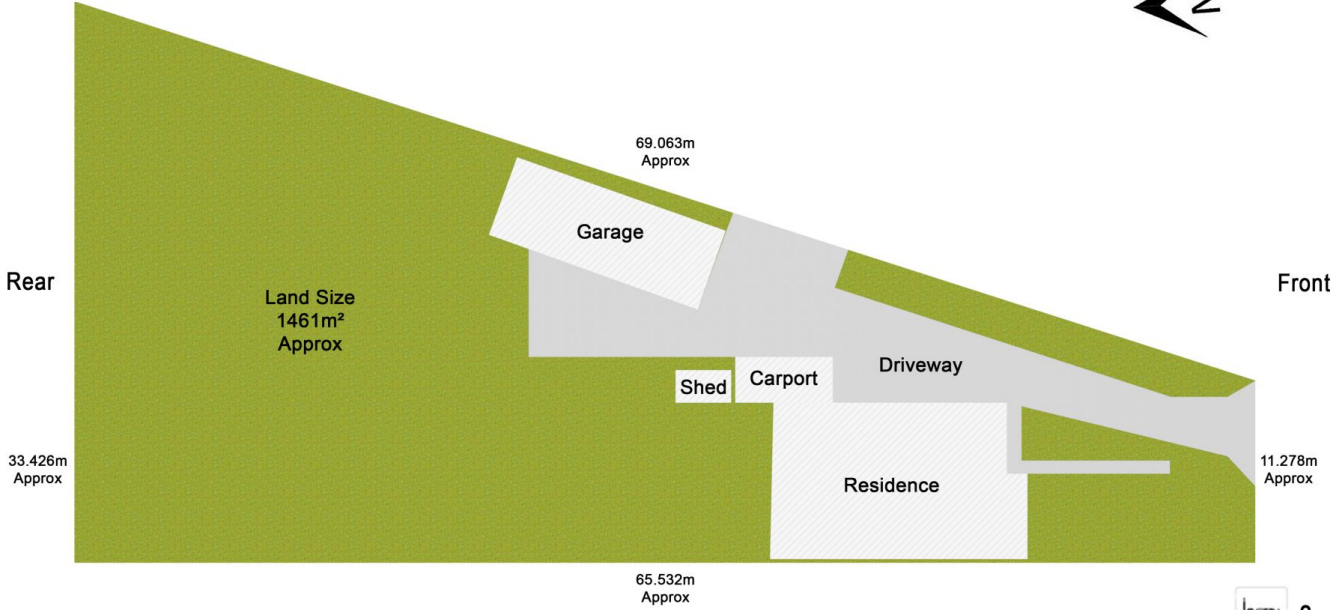 N
69.063m
Approx
Garage
Rear
Front
Land Size
1461m²
Approx
Driveway
Shed
Carport
33.426m
Approx
11.278m
Approx
Residence
65.532m
Approx